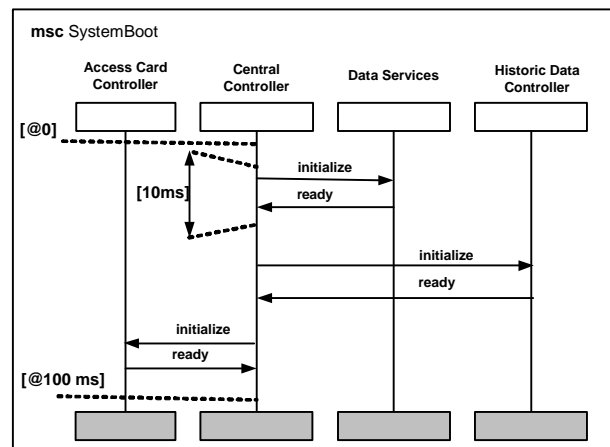 msc SystemBoot
Access Card Controller
Central Controller
Data Services
Historic Data Controller
[@0]
initialize
[10ms]
ready
initialize
ready
initialize
ready
[@100 ms]